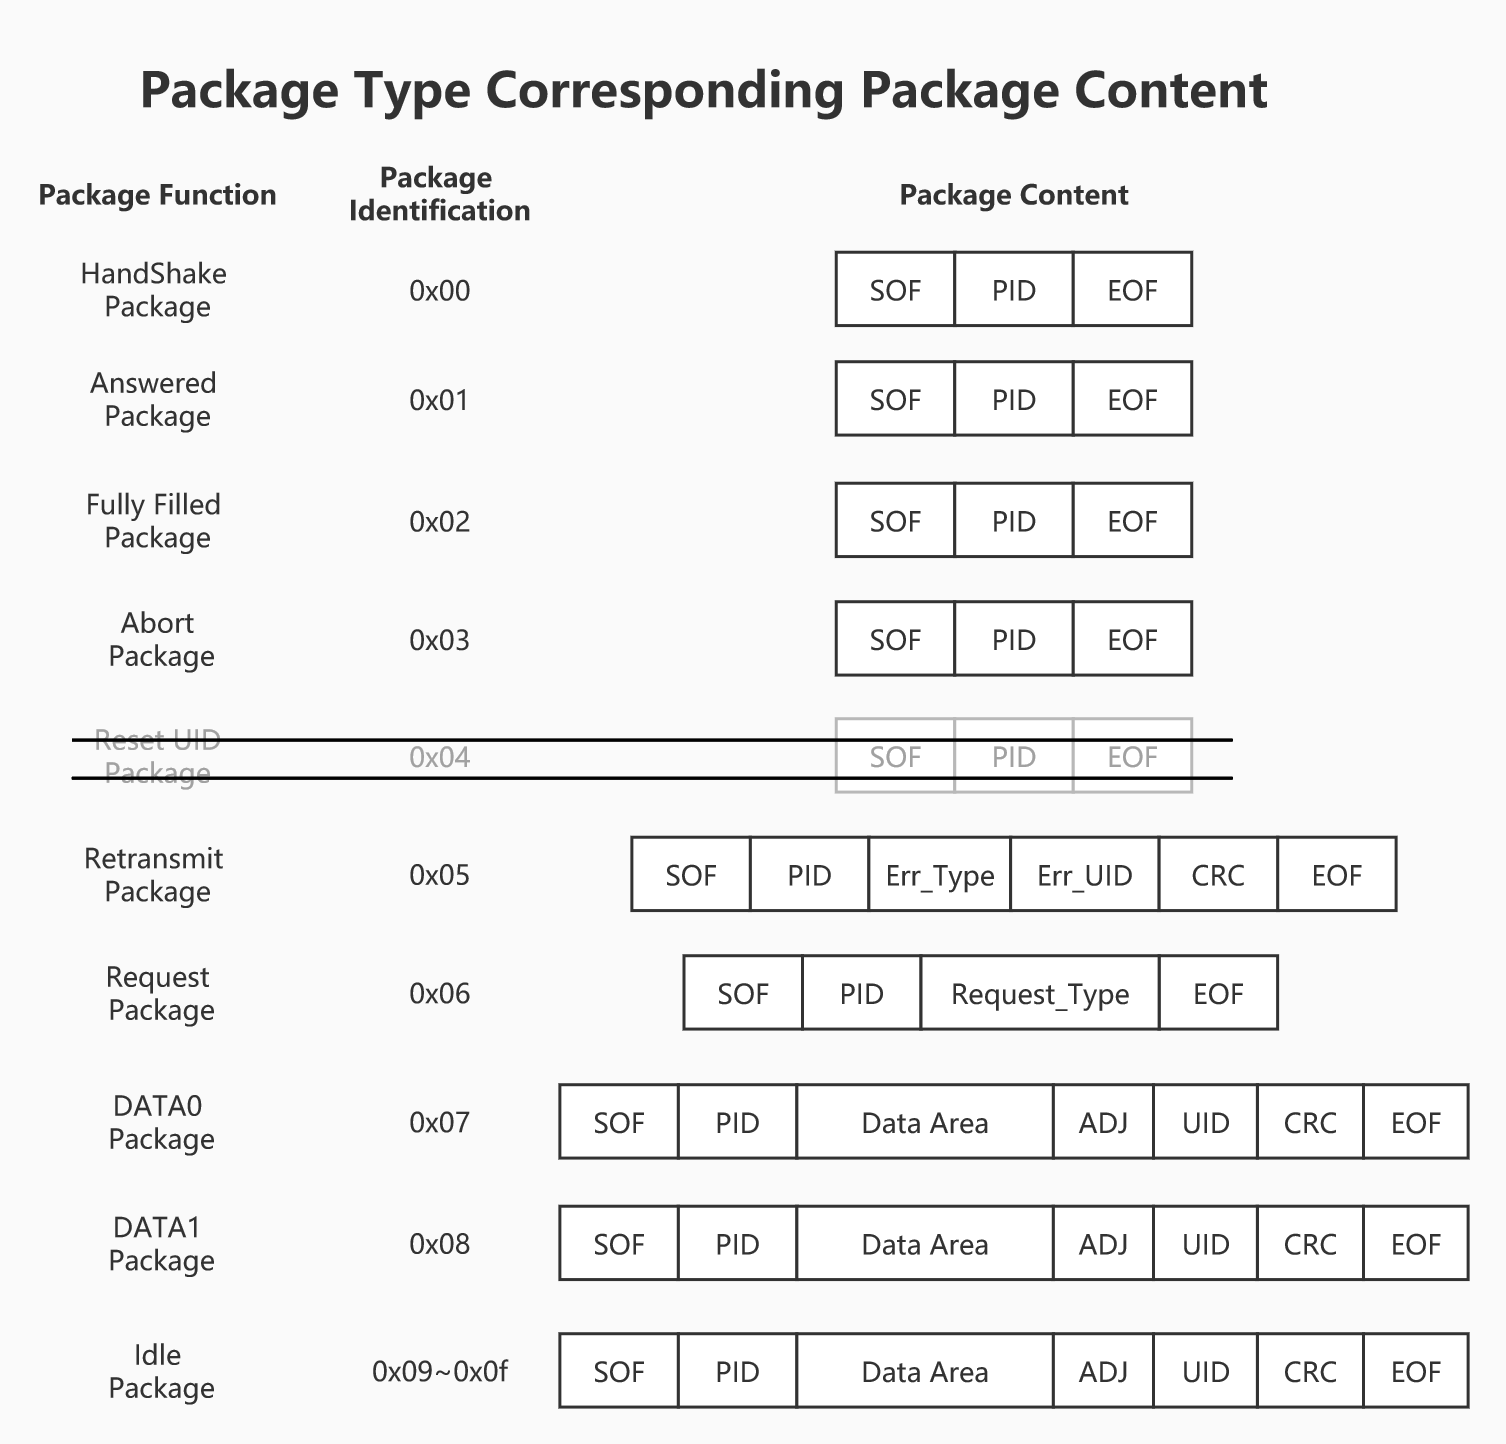 Package Type Corresponding Package Content
Package Function
Package
Identification
Package Content
HandShake
Package
0x00
SOF PID EOF
Answered
Package
0x01
SOF PID EOF
Fully Filled
Package
0x02
SOF PID EOF
Abort
Package
0x03
SOF PID EOF
Reset UID
Package
0x04
SOF PID EOF
Retransmit
Package
0x05
SOF PID Err_Type Err_UID CRC EOF
Request
Package
0x06
SOF PID Request_Type EOF
DATA0
Package
0x07
SOF PID Data Area ADJ UID CRC EOF
DATA1
Package
0x08
SOF PID Data Area ADJ UID CRC EOF
Idle
Package
0x09~0x0f
SOF PID Data Area ADJ UID CRC EOF